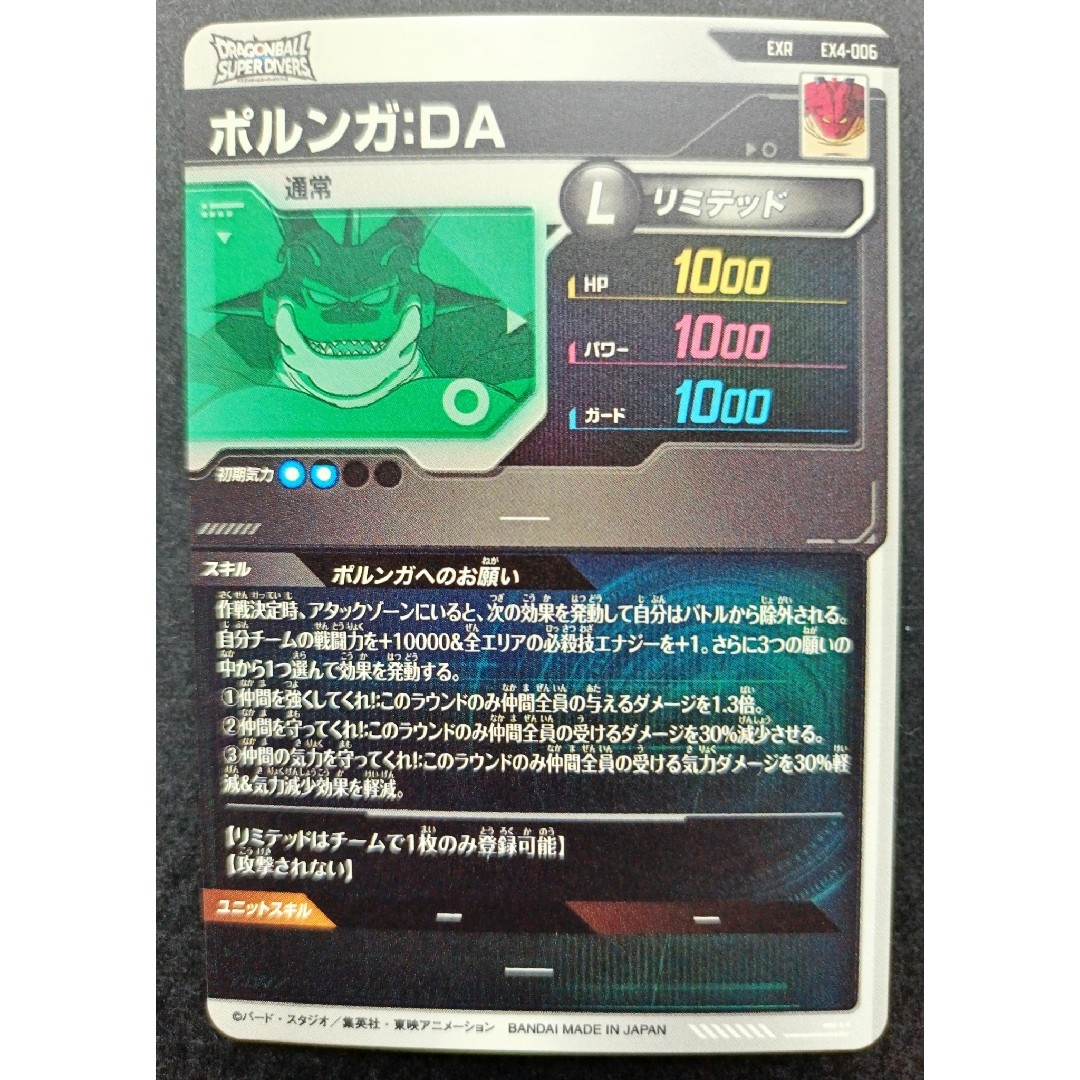 DRAGONBALL
SUPER DIVERS
EXR EX4-006
ポルンガ:DA
通常
L リミテッド
HP 1000
パワー 1000
ガード 1000
初期気力
スキル ポルンガへのお願い
作戦決定時、アタックゾーンにいると、次の効果を発動して自分はバトルから除外される。
自分チームの戦闘力を+10000&全エリアの必殺技エナジーを+1。さらに3つの願いの
中から1つ選んで効果を発動する。
①仲間を強くしてくれ!:このラウンドのみ仲間全員の与えるダメージを1.3倍。
②仲間を守ってくれ!:このラウンドのみ仲間全員の受けるダメージを30%減少させる。
③仲間の気力を守ってくれ!:このラウンドのみ仲間全員の受ける気力ダメージを30%軽
減&気力減少効果を軽減。
【リミテッドはチームで1枚のみ登録可能】
【攻撃されない】
ユニットスキル ー ー
ー
©バード・スタジオ/集英社・東映アニメーション BANDAI MADE IN JAPAN